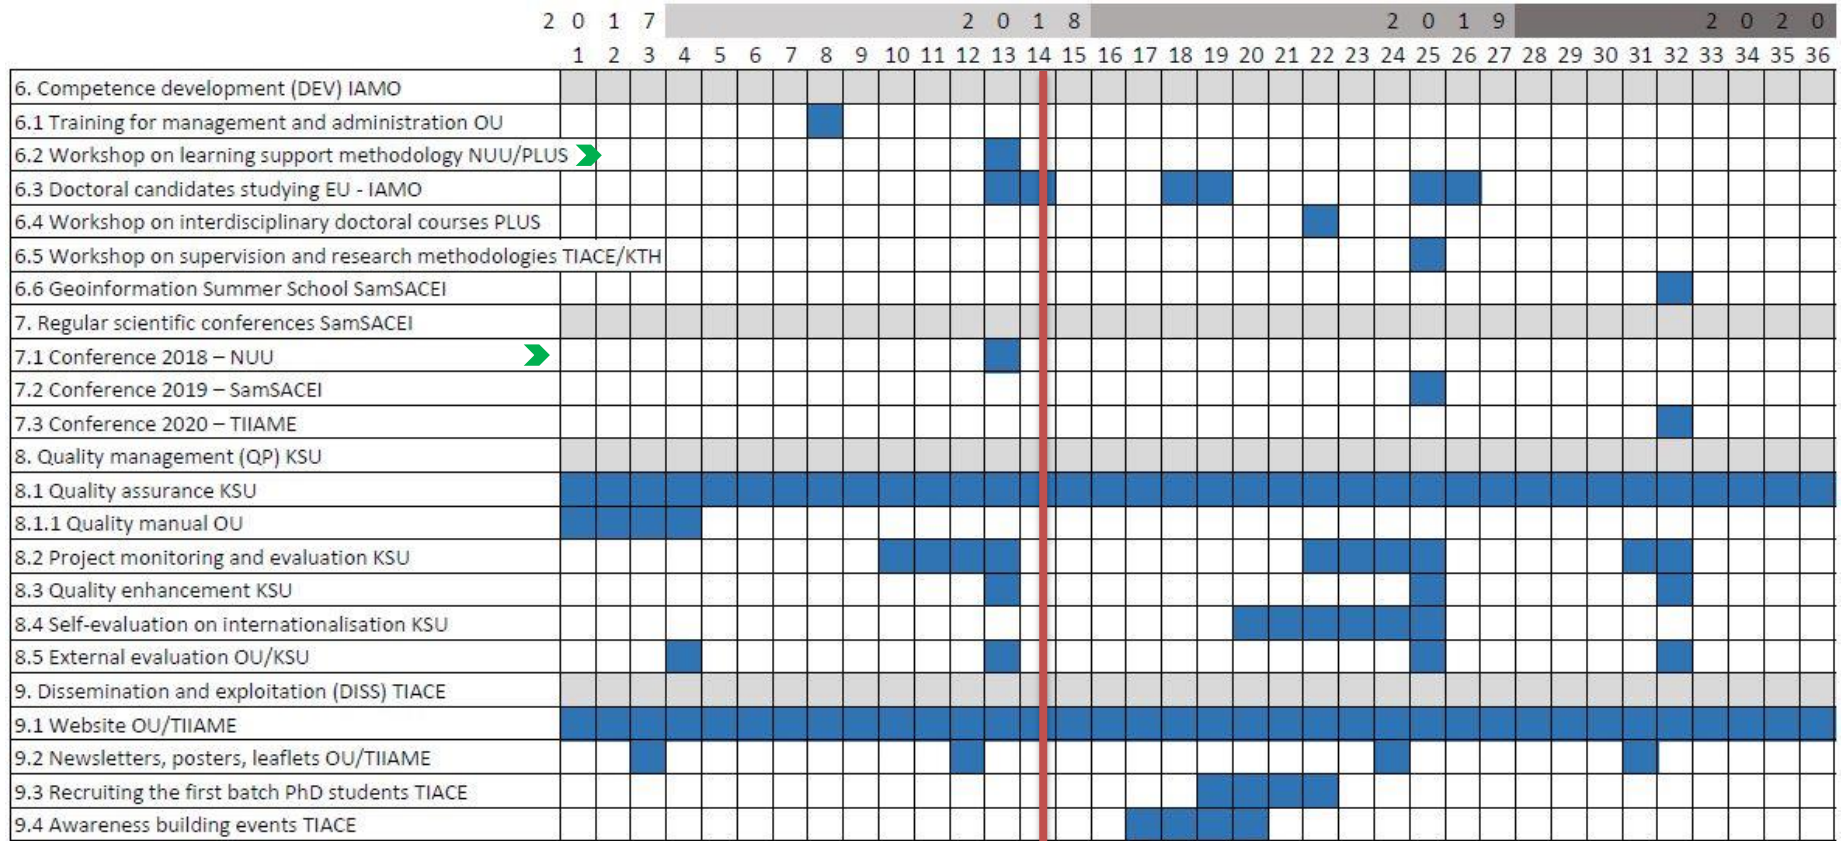 2 0 1 7 2 0 1 8 2 0 1 9 2 0 2 0
1 2 3 4 5 6 7 8 9 10 11 12 13 14 15 16 17 18 19 20 21 22 23 24 25 26 27 28 29 30 31 32 33 34 35 36
6. Competence development (DEV) IAMO
6.1 Training for management and administration OU
6.2 Workshop on learning support methodology NUU/PLUS
6.3 Doctoral candidates studying EU - IAMO
6.4 Workshop on interdisciplinary doctoral courses PLUS
6.5 Workshop on supervision and research methodologies TIACE/KTH
6.6 Geoinformation Summer School SamSACEI
7. Regular scientific conferences SamSACEI
7.1 Conference 2018 – NUU
7.2 Conference 2019 – SamSACEI
7.3 Conference 2020 – TIIAME
8. Quality management (QP) KSU
8.1 Quality assurance KSU
8.1.1 Quality manual OU
8.2 Project monitoring and evaluation KSU
8.3 Quality enhancement KSU
8.4 Self-evaluation on internationalisation KSU
8.5 External evaluation OU/KSU
9. Dissemination and exploitation (DISS) TIACE
9.1 Website OU/TIIAME
9.2 Newsletters, posters, leaflets OU/TIIAME
9.3 Recruiting the first batch PhD students TIACE
9.4 Awareness building events TIACE